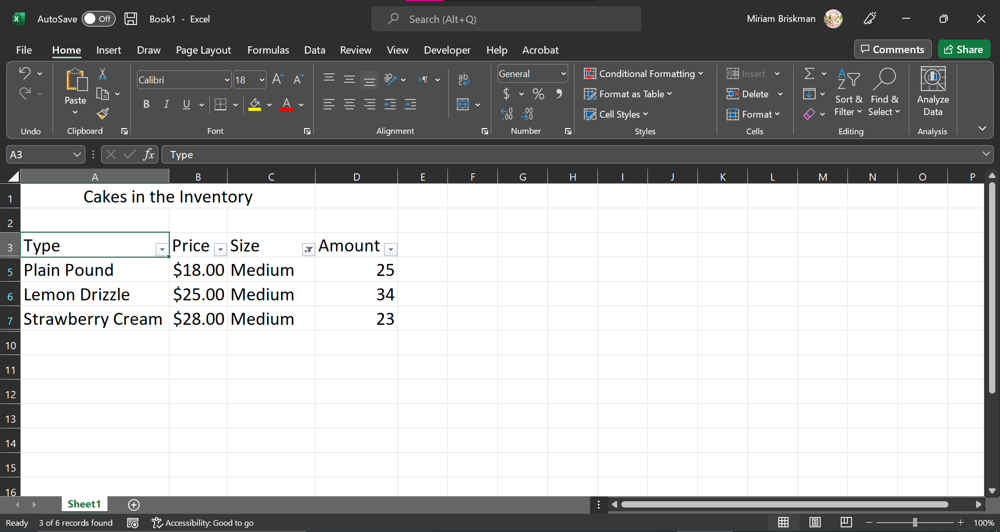 AutoSave Off Book1 - Excel Search (Alt+Q) Miriam Briskman
File Home Insert Draw Page Layout Formulas Data Review View Developer Help Acrobat Comments Share
Calibri 18 General Conditional Formatting Insert
Paste B I U $ % Format as Table Delete Sort & Find & Analyze
Cell Styles Format Filter Select Data
Undo Clipboard Font Alignment Number Styles Cells Editing Analysis
A3 fx Type
A B C D E F G H I J K L M N O P
1 Cakes in the Inventory
2
3 Type Price Size Amount
5 Plain Pound $18.00 Medium 25
6 Lemon Drizzle $25.00 Medium 34
7 Strawberry Cream $28.00 Medium 23
10
11
12
13
14
15
16
Sheet1
Ready 3 of 6 records found Accessibility: Good to go 100%